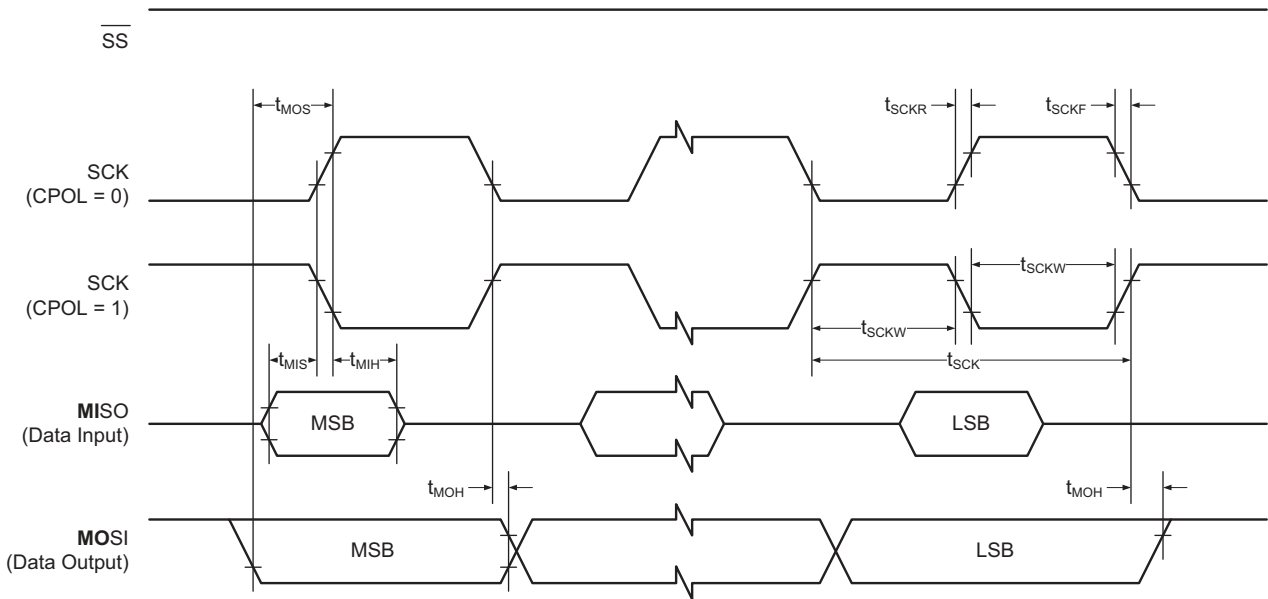 SS
tMOS
tSCKR
tSCKF
SCK
(CPOL = 0)
SCK
(CPOL = 1)
tSCKW
tSCKW
tSCK
tMIS
tMIH
MISO
(Data Input)
MSB
LSB
tMOH
tMOH
MOSI
(Data Output)
MSB
LSB